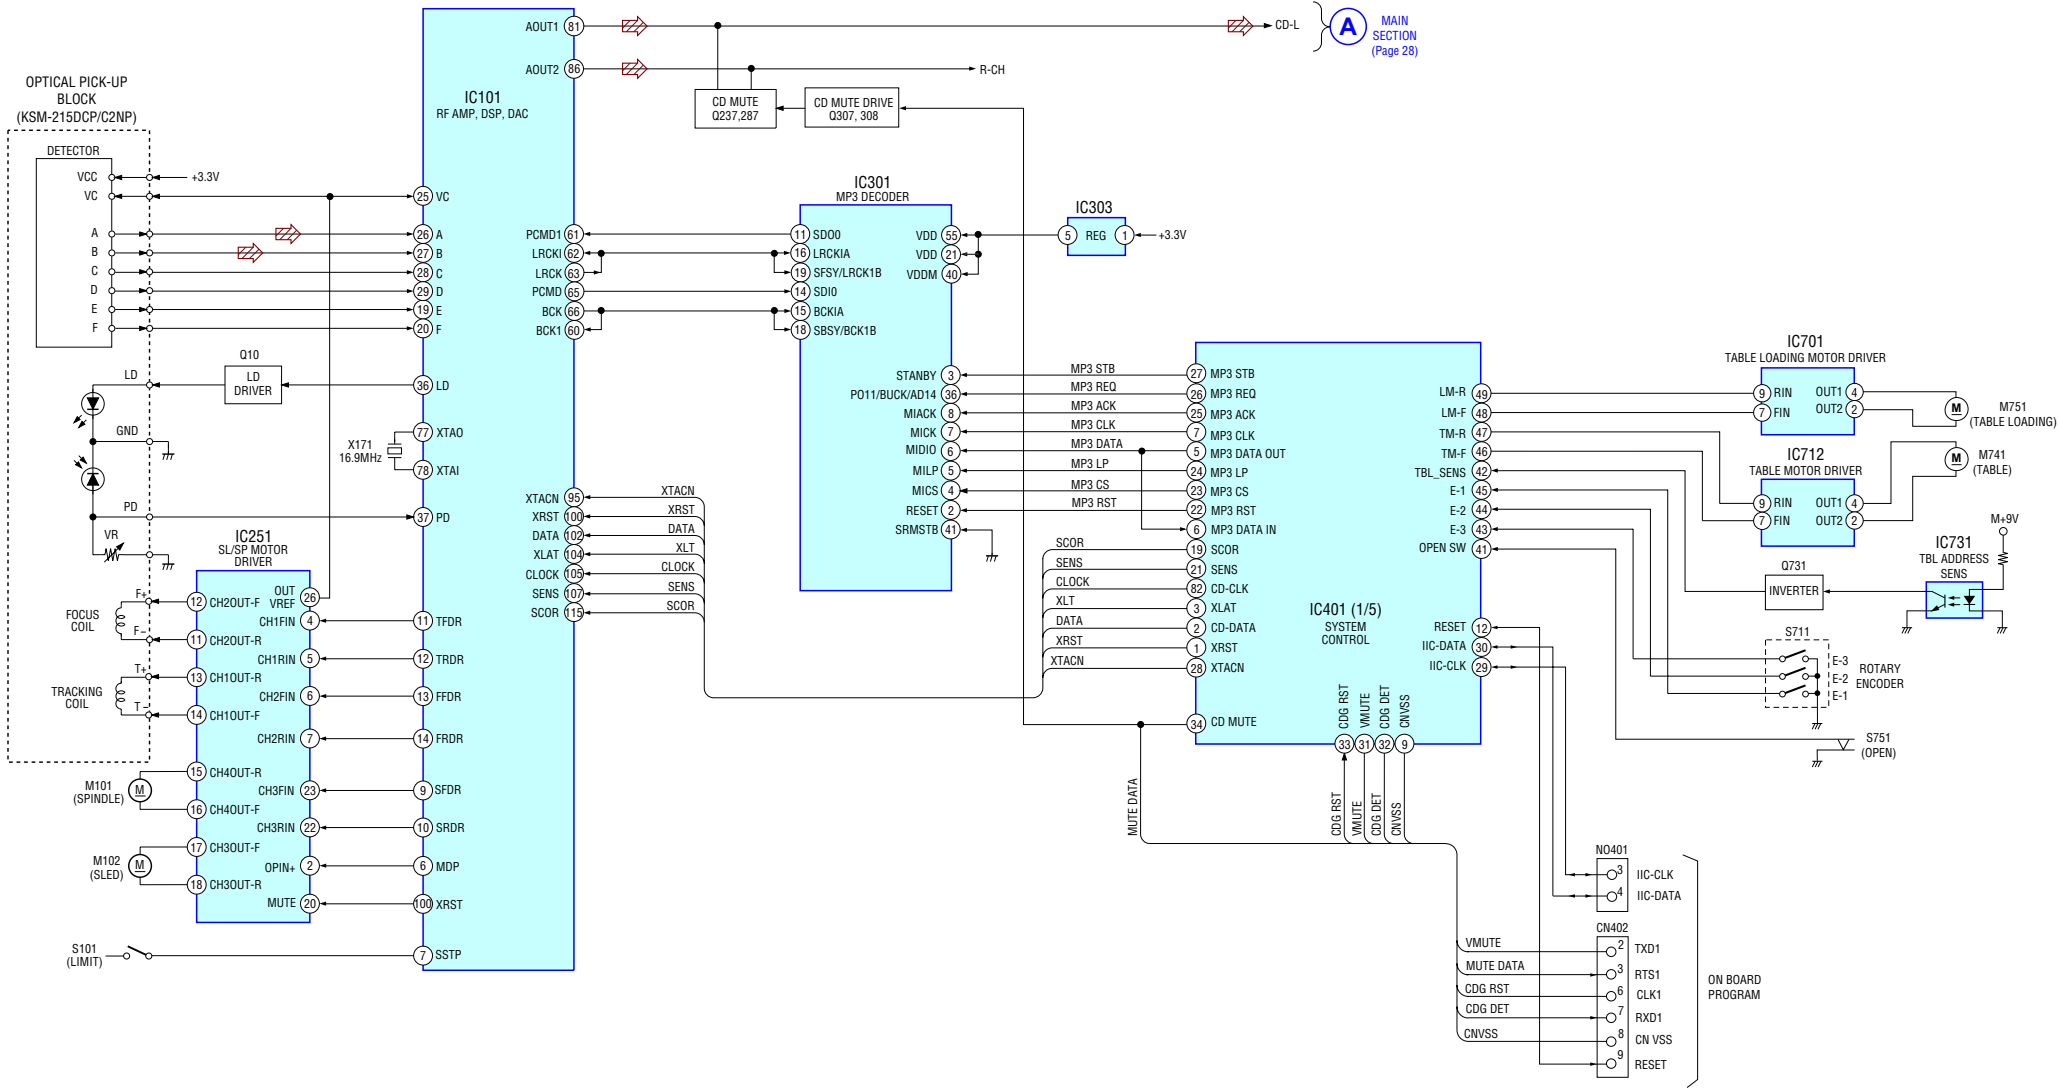 OPTICAL PICK-UP
BLOCK
(KSM-215DCP/C2NP)
DETECTOR
VCC
+3.3V
VC
A
B
C
D
E
F
LD
Q10
LD
DRIVER
GND
PD
VR
FOCUS
COIL
F+
F–
TRACKING
COIL
T+
T –
M101
(SPINDLE)
M
M102
(SLED)
M
S101
(LIMIT)
IC251
SL/SP MOTOR
DRIVER
12 CH2OUT-F
11 CH2OUT-R
13 CH1OUT-R
14 CH1OUT-F
15 CH4OUT-R
16 CH4OUT-F
17 CH3OUT-F
18 CH3OUT-R
OUT
VREF 26
CH1FIN 4
CH1RIN 5
CH2FIN 6
CH2RIN 7
CH3FIN 23
CH3RIN 22
OPIN+ 2
MUTE 20
X171
16.9MHz
IC101
RF AMP, DSP, DAC
25 VC
26 A
27 B
28 C
29 D
19 E
20 F
36 LD
77 XTAO
78 XTAI
37 PD
11 TFDR
12 TRDR
13 FFDR
14 FRDR
9 SFDR
10 SRDR
6 MDP
100 XRST
7 SSTP
AOUT1 81
AOUT2 86
PCMD1 61
LRCKI 62
LRCK 63
PCMD 65
BCK 66
BCK1 60
XTACN 95
XRST 100
DATA 102
XLAT 104
CLOCK 105
SENS 107
SCOR 115
XTACN
XRST
DATA
XLT
CLOCK
SENS
SCOR
CD-L
A
MAIN
SECTION
(Page 28)
R-CH
CD MUTE
Q237,287
CD MUTE DRIVE
Q307, 308
IC301
MP3 DECODER
11 SDO0
16 LRCKIA
19 SFSY/LRCK1B
14 SDI0
15 BCKIA
18 SBSY/BCK1B
VDD 55
VDD 21
VDDM 40
STANBY 3
PO11/BUCK/AD14 36
MIACK 8
MICK 7
MIDIO 6
MILP 5
MICS 4
RESET 2
SRMSTB 41
IC303
5 REG 1
+3.3V
MP3 STB
MP3 REQ
MP3 ACK
MP3 CLK
MP3 DATA
MP3 LP
MP3 CS
MP3 RST
SCOR
SENS
CLOCK
XLT
DATA
XRST
XTACN
IC401 (1/5)
SYSTEM
CONTROL
27 MP3 STB
26 MP3 REQ
25 MP3 ACK
7 MP3 CLK
5 MP3 DATA OUT
24 MP3 LP
23 MP3 CS
22 MP3 RST
6 MP3 DATA IN
19 SCOR
21 SENS
82 CD-CLK
3 XLAT
2 CD-DATA
1 XRST
28 XTACN
34 CD MUTE
LM-R 49
LM-F 48
TM-R 47
TM-F 46
TBL_SENS 42
E-1 45
E-2 44
E-3 43
OPEN SW 41
RESET 12
IIC-DATA 30
IIC-CLK 29
CDG RST 33
VMUTE 31
CDG DET 32
CNVSS 9
MUTE DATA
CDG RST
VMUTE
CDG DET
CNVSS
IC701
TABLE LOADING MOTOR DRIVER
9 RIN
7 FIN
OUT1 4
OUT2 2
M
M751
(TABLE LOADING)
IC712
TABLE MOTOR DRIVER
9 RIN
7 FIN
OUT1 4
OUT2 2
M
M741
(TABLE)
M+9V
IC731
TBL ADDRESS
SENS
Q731
INVERTER
S711
E-3
E-2
E-1
ROTARY
ENCODER
S751
(OPEN)
NO401
3 IIC-CLK
4 IIC-DATA
CN402
VMUTE 2 TXD1
MUTE DATA 3 RTS1
CDG RST 6 CLK1
CDG DET 7 RXD1
CNVSS 8 CN VSS
9 RESET
ON BOARD
PROGRAM